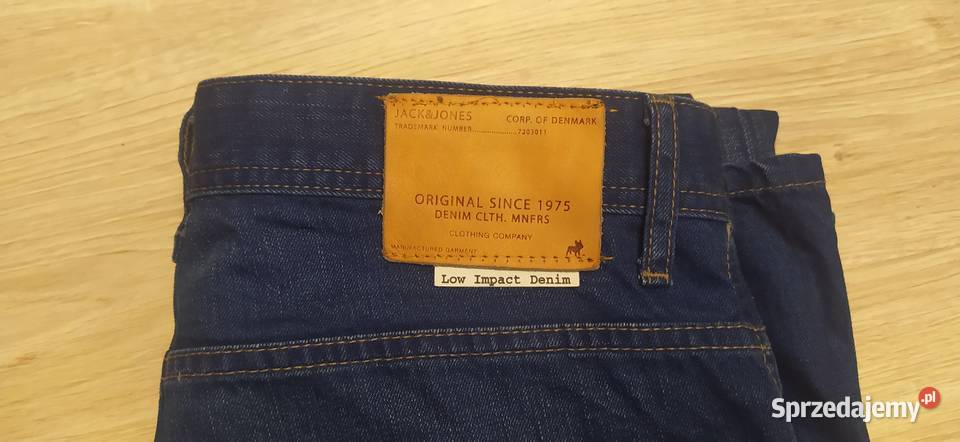 JACK&JONES CORP. OF DENMARK
TRADEMARK NUMBER......................7203011
ORIGINAL SINCE 1975
DENIM CLTH. MNFRS
CLOTHING COMPANY
MANUFACTURED GARMENT
Low Impact Denim
Sprzedajemy.pl